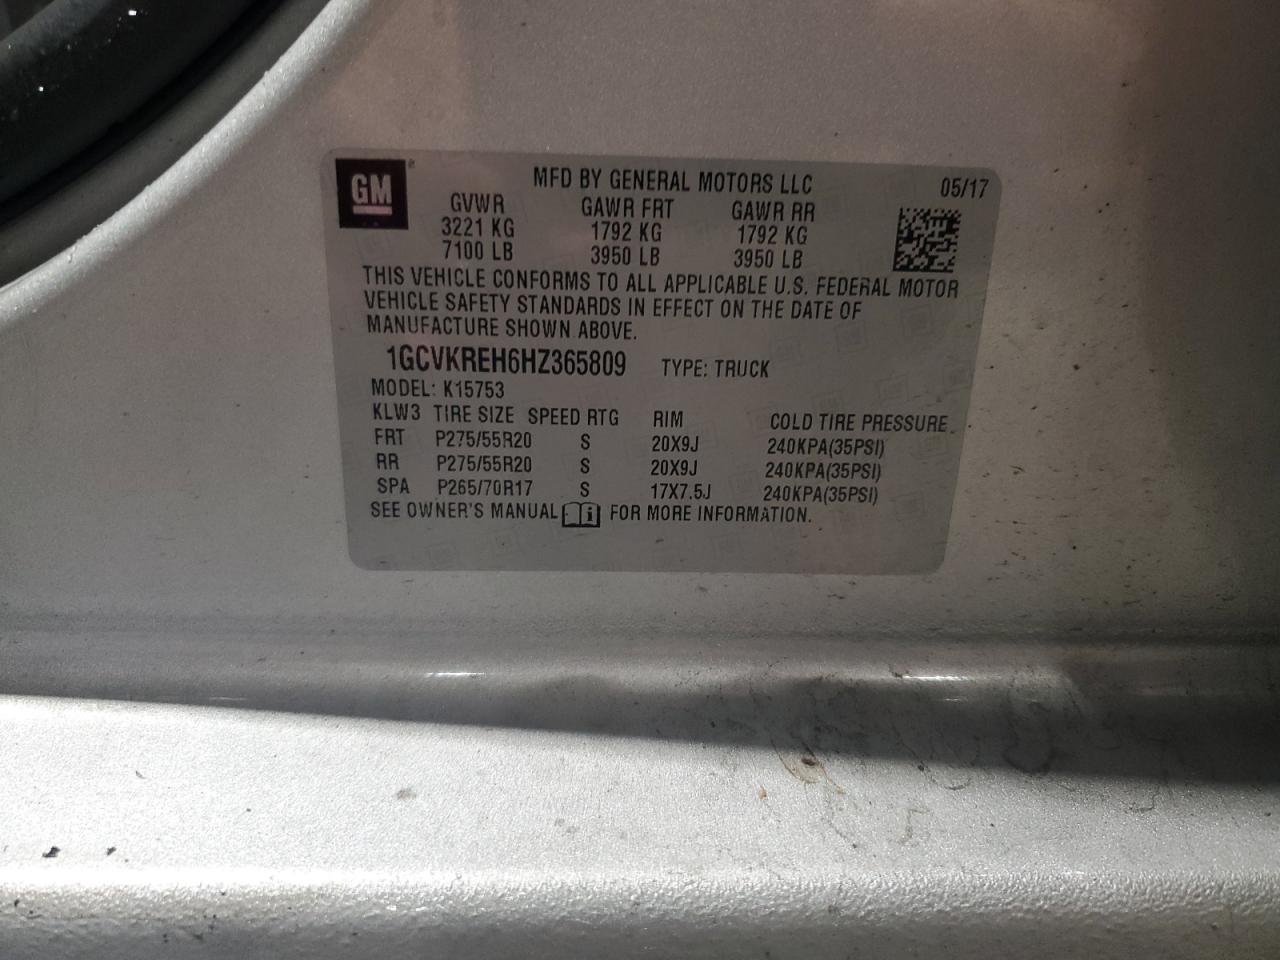 GM
MFD BY GENERAL MOTORS LLC 05/17
GVWR GAWR FRT GAWR RR
3221 KG 1792 KG 1792 KG
7100 LB 3950 LB 3950 LB
THIS VEHICLE CONFORMS TO ALL APPLICABLE U.S. FEDERAL MOTOR
VEHICLE SAFETY STANDARDS IN EFFECT ON THE DATE OF
MANUFACTURE SHOWN ABOVE.
1GCVKREH6HZ365809 TYPE: TRUCK
MODEL: K15753
KLW3 TIRE SIZE SPEED RTG RIM COLD TIRE PRESSURE
FRT P275/55R20 S 20X9J 240KPA(35PSI)
RR P275/55R20 S 20X9J 240KPA(35PSI)
SPA P265/70R17 S 17X7.5J 240KPA(35PSI)
SEE OWNER'S MANUAL i FOR MORE INFORMATION.